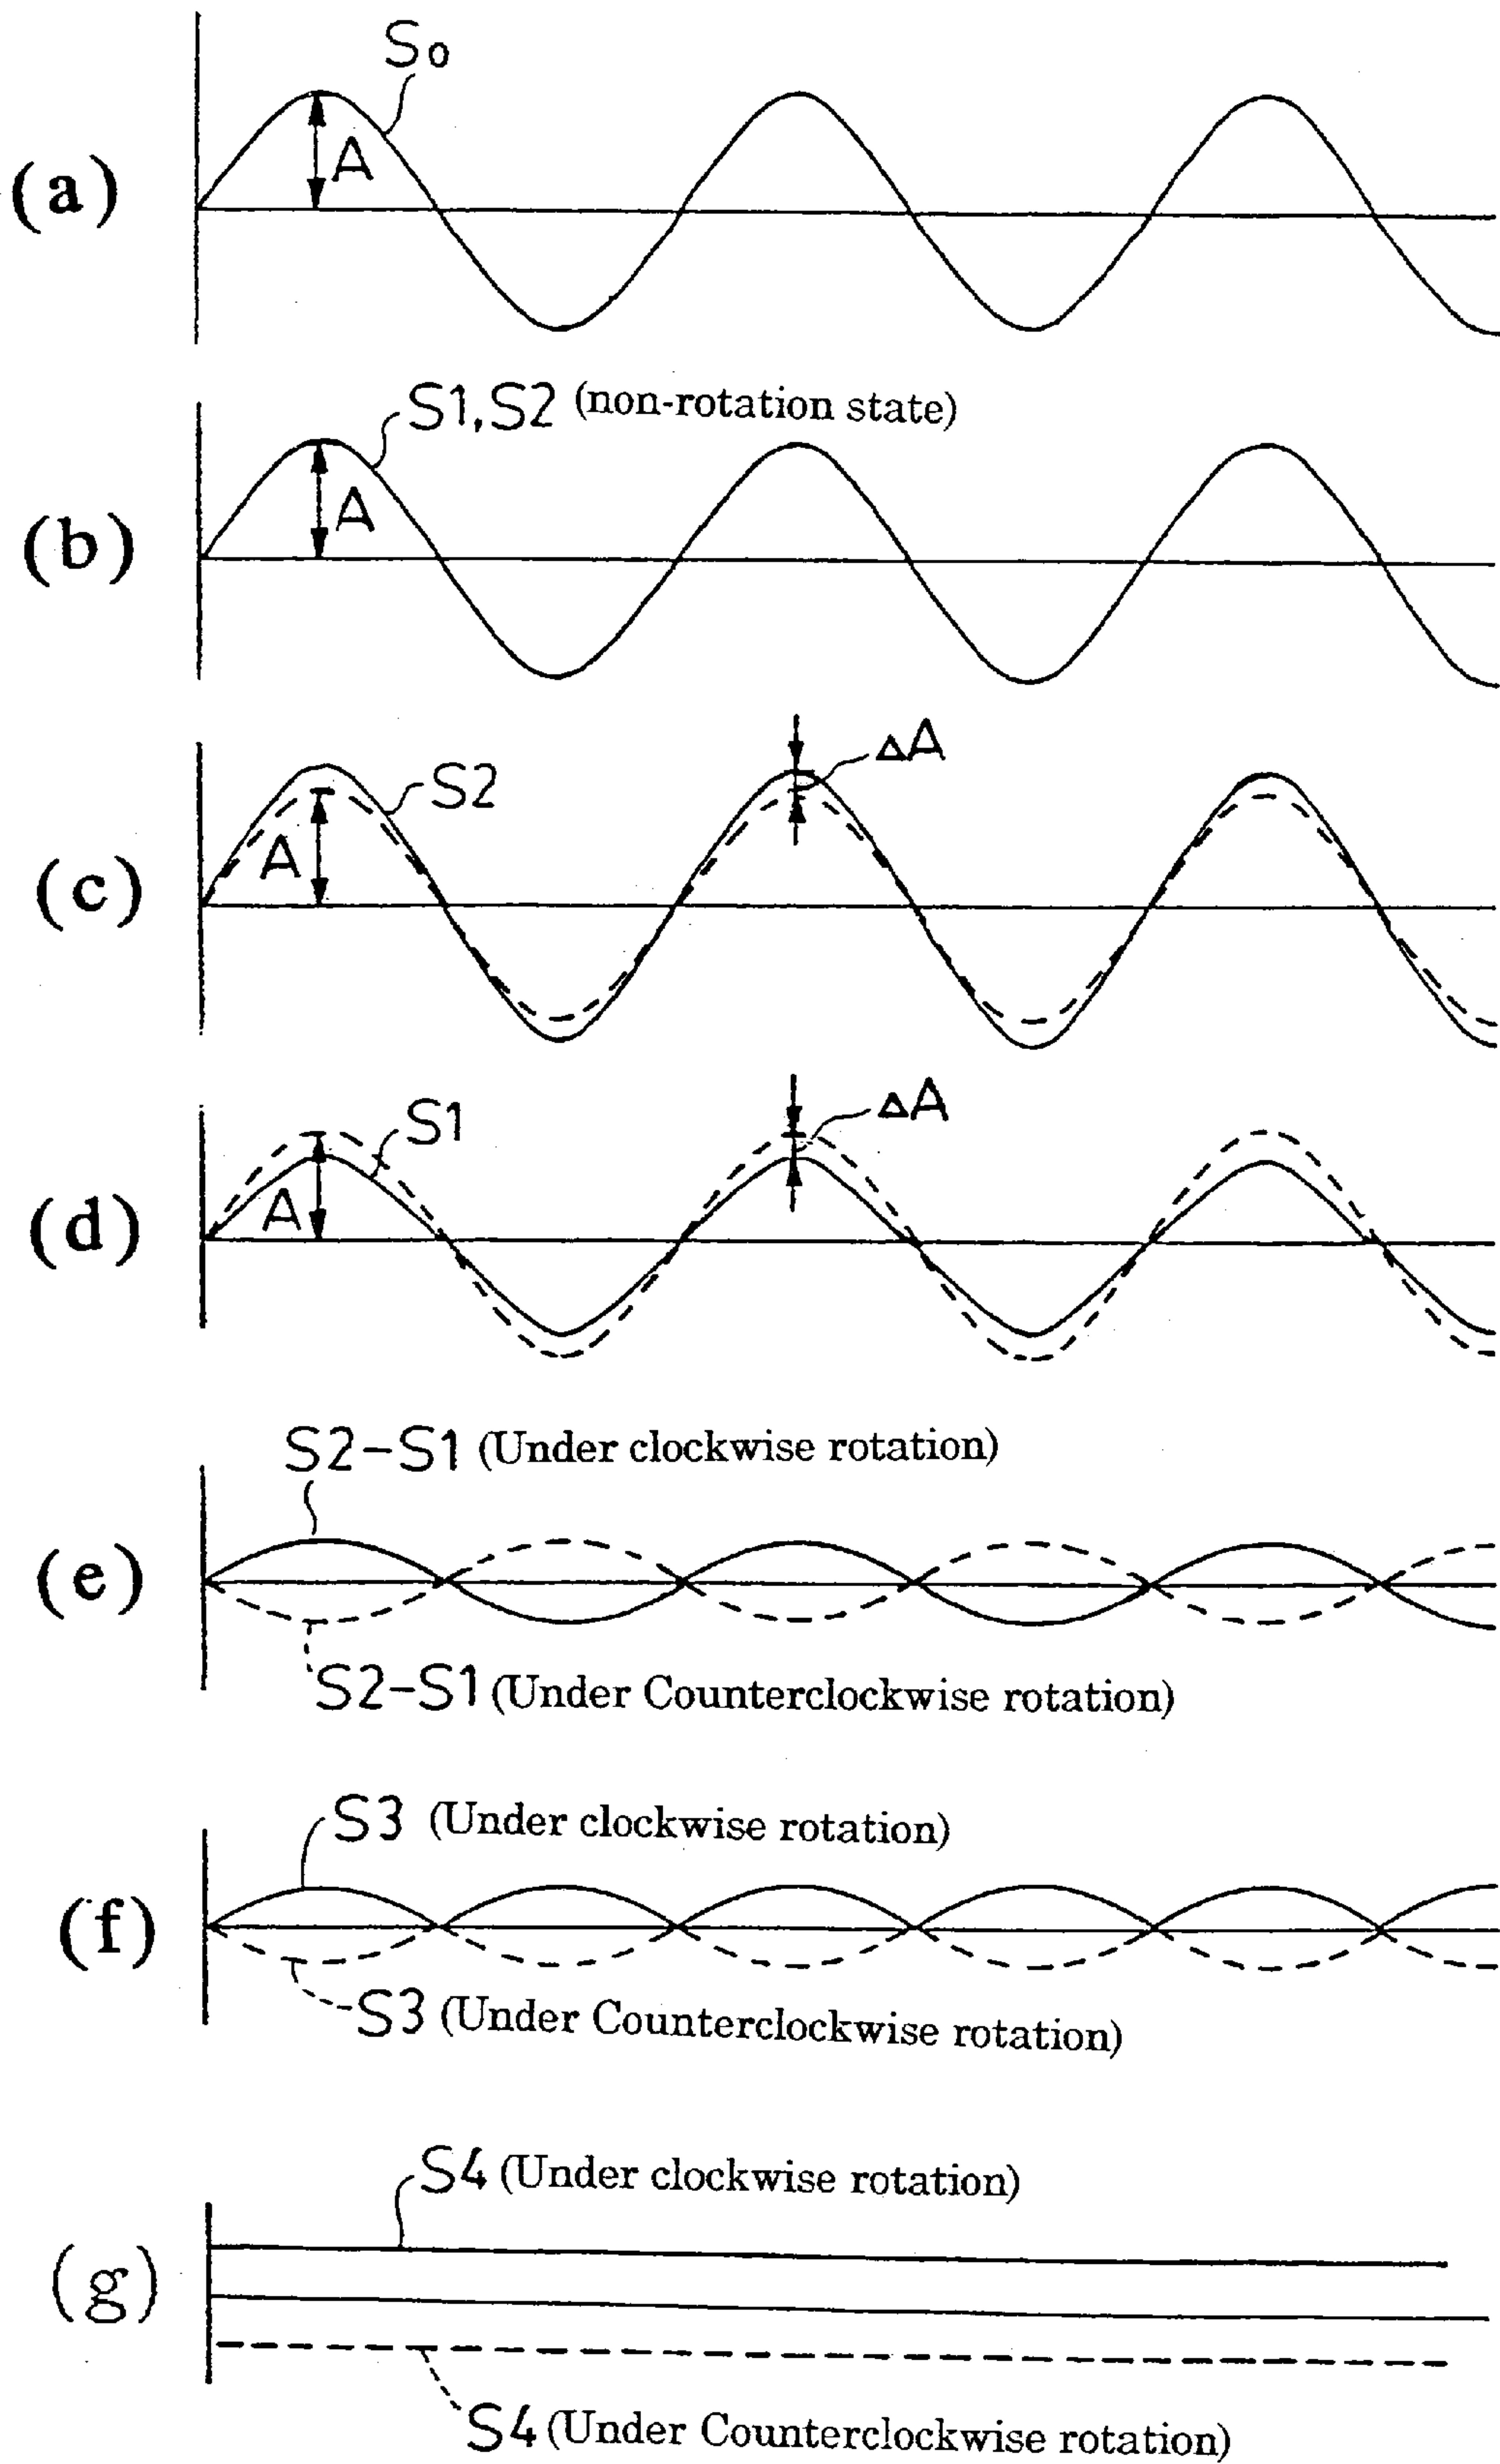 (a)
So
A
(b)
S1,S2 (non-rotation state)
A
(c)
S2
ΔA
A
(d)
S1
ΔA
A
S2-S1 (Under clockwise rotation)
(e)
S2-S1 (Under Counterclockwise rotation)
S3 (Under clockwise rotation)
(f)
S3 (Under Counterclockwise rotation)
S4 (Under clockwise rotation)
(g)
S4 (Under Counterclockwise rotation)